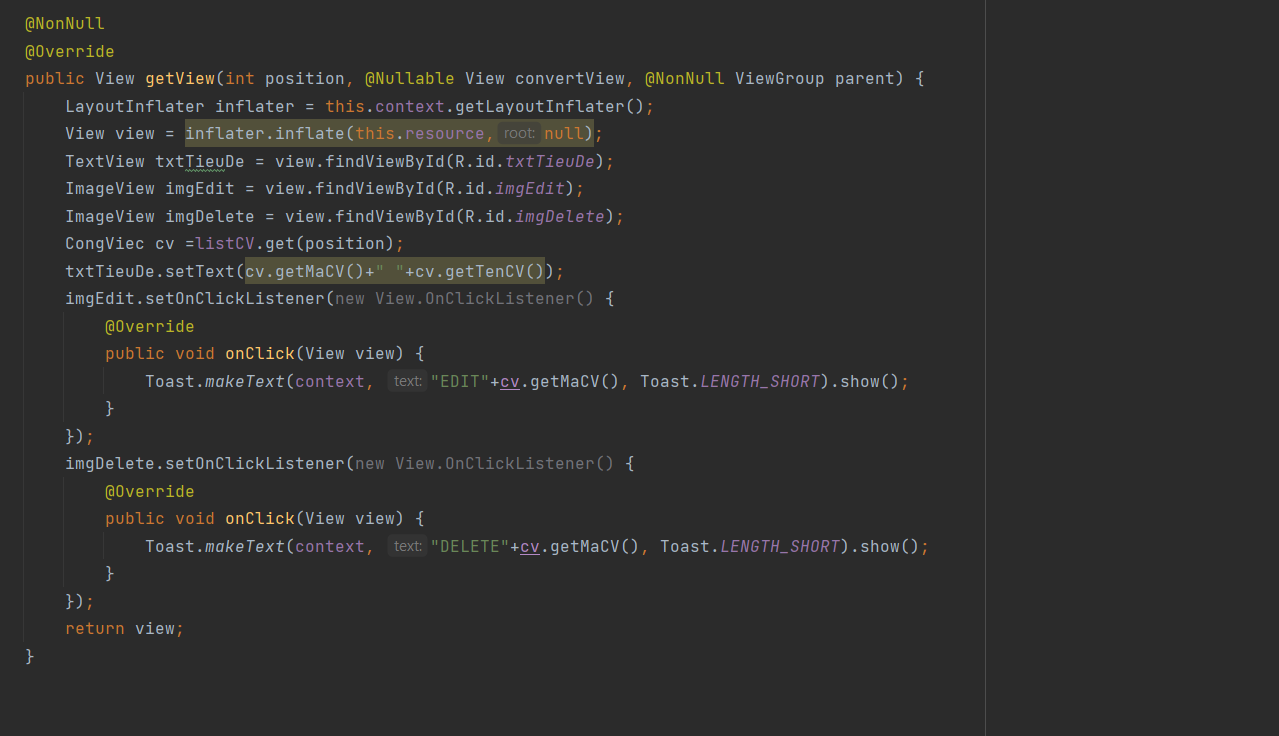 @NonNull
@Override
public View getView(int position, @Nullable View convertView, @NonNull ViewGroup parent) {
    LayoutInflater inflater = this.context.getLayoutInflater();
    View view = inflater.inflate(this.resource, root: null);
    TextView txtTieuDe = view.findViewById(R.id.txtTieuDe);
    ImageView imgEdit = view.findViewById(R.id.imgEdit);
    ImageView imgDelete = view.findViewById(R.id.imgDelete);
    CongViec cv =listCV.get(position);
    txtTieuDe.setText(cv.getMaCV()+" "+cv.getTenCV());
    imgEdit.setOnClickListener(new View.OnClickListener() {
        @Override
        public void onClick(View view) {
            Toast.makeText(context, text: "EDIT"+cv.getMaCV(), Toast.LENGTH_SHORT).show();
        }
    });
    imgDelete.setOnClickListener(new View.OnClickListener() {
        @Override
        public void onClick(View view) {
            Toast.makeText(context, text: "DELETE"+cv.getMaCV(), Toast.LENGTH_SHORT).show();
        }
    });
    return view;
}